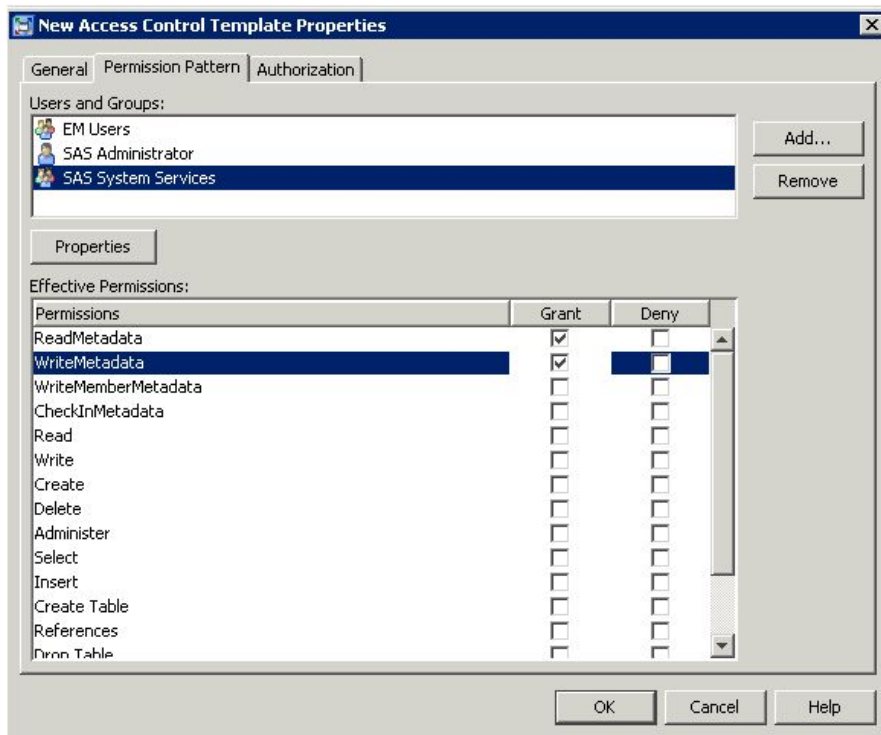 New Access Control Template Properties
General Permission Pattern Authorization
Users and Groups:
EM Users
SAS Administrator
SAS System Services
Add...
Remove
Properties
Effective Permissions:
Permissions Grant Deny
ReadMetadata
WriteMetadata
WriteMemberMetadata
CheckInMetadata
Read
Write
Create
Delete
Administer
Select
Insert
Create Table
References
Drop Table
OK Cancel Help